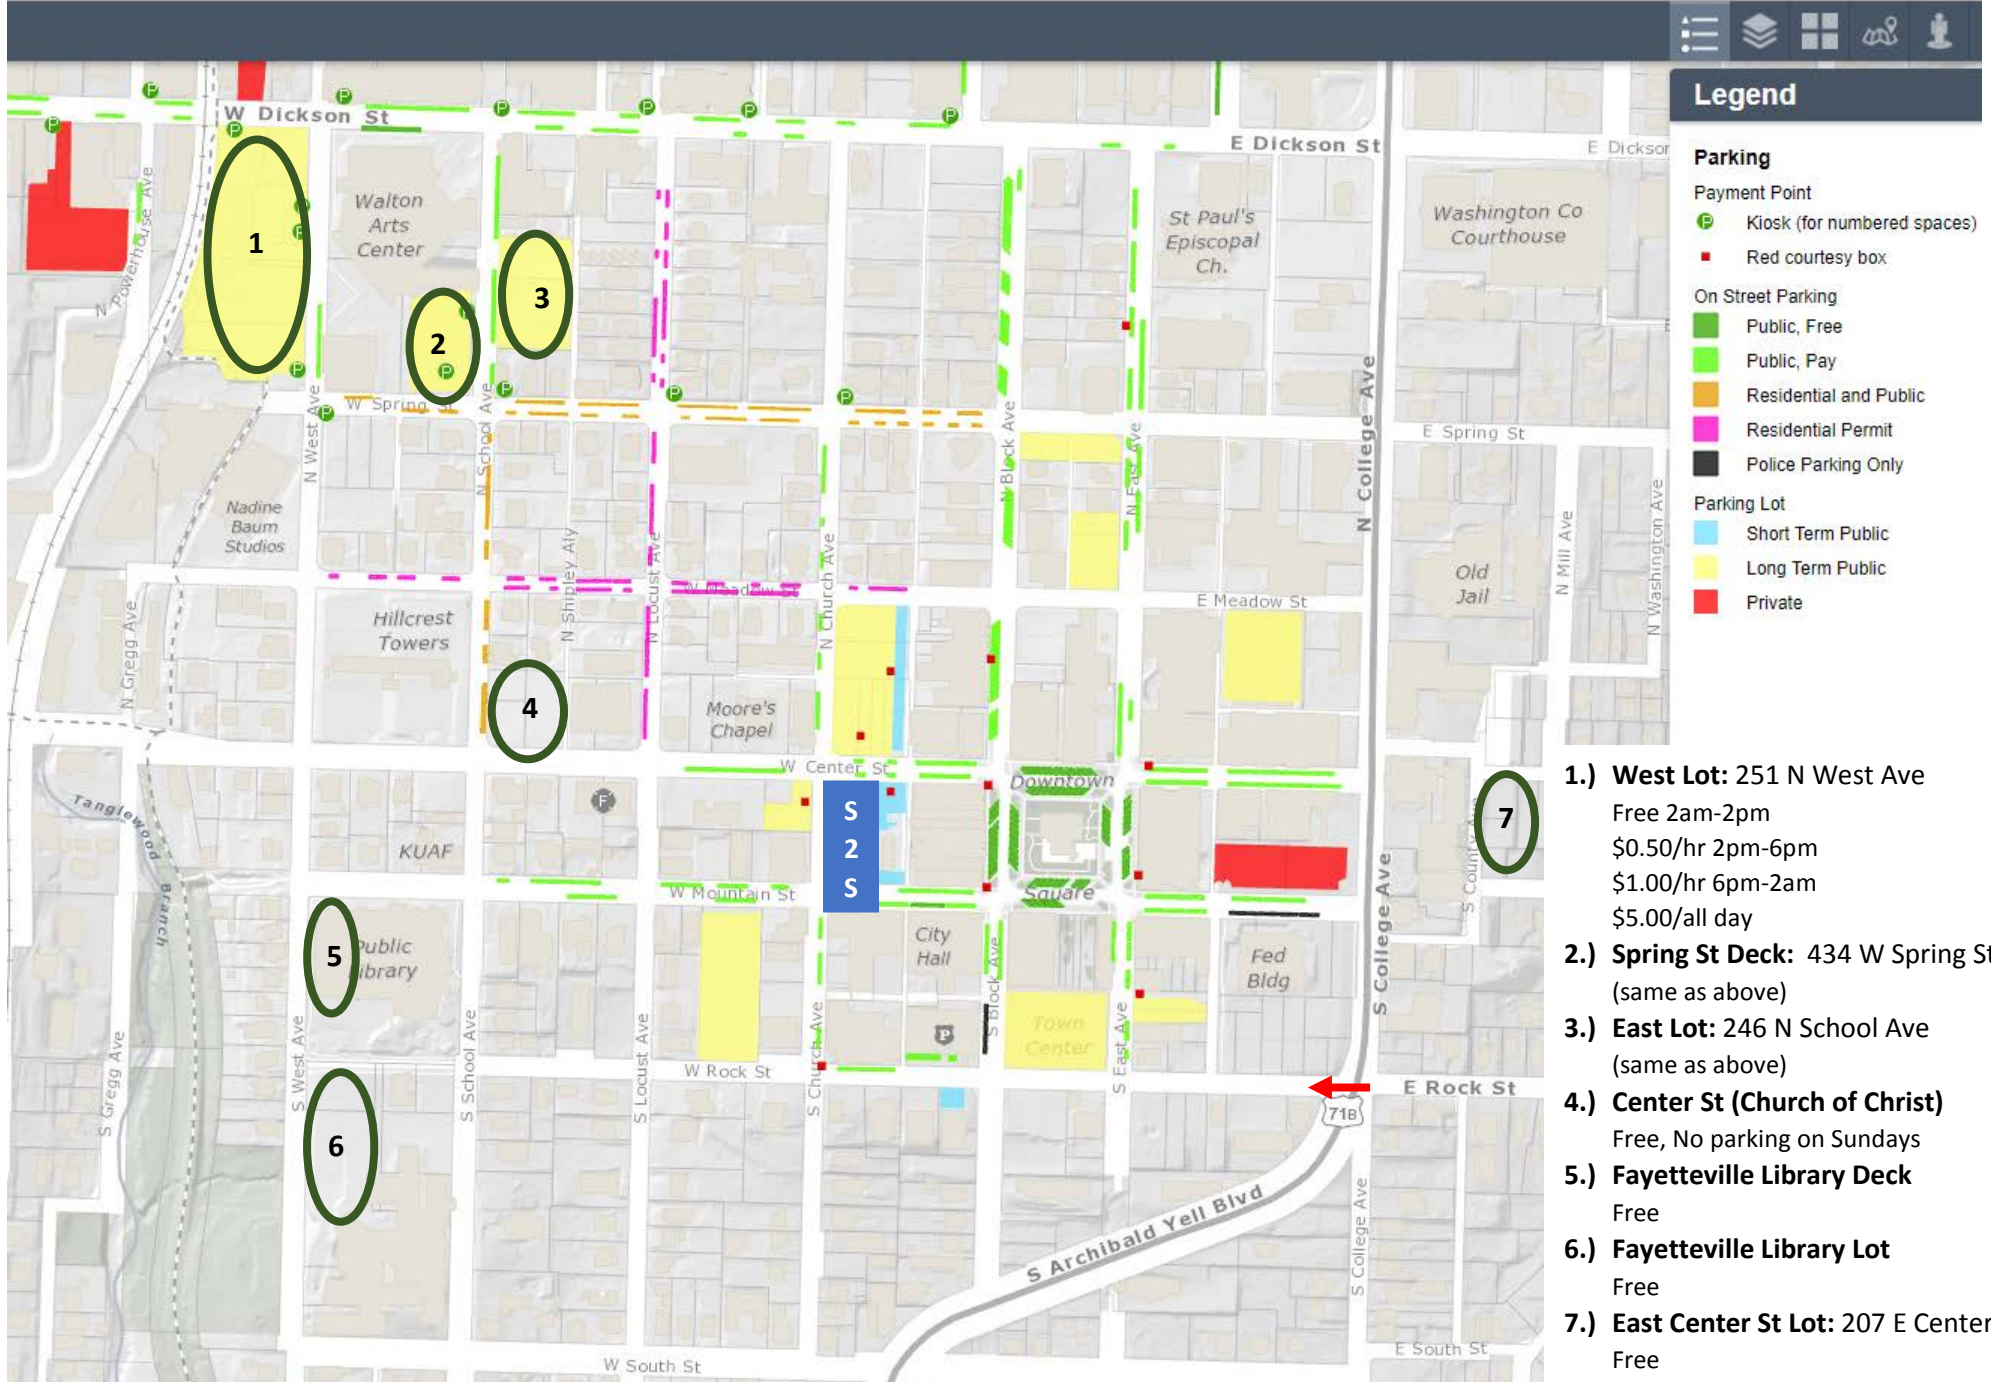 Legend
Parking
Payment Point
P Kiosk (for numbered spaces)
Red courtesy box
On Street Parking
Public, Free
Public, Pay
Residential and Public
Residential Permit
Police Parking Only
Parking Lot
Short Term Public
Long Term Public
Private
W Dickson St
E Dickson St
E Dickson
N Powerhouse Ave
1
Walton
Arts
Center
2
3
St Paul's
Episcopal
Ch.
Washington Co
Courthouse
W Spring St
E Spring St
N West Ave
N School Ave
N Block Ave
N East Ave
N College Ave
Nadine
Baum
Studios
N Shipley Aly
N Locust Ave
N Church Ave
N Mill Ave
N Washington Ave
Old
Jail
W Meadow St
E Meadow St
N Gregg Ave
Hillcrest
Towers
4
Moore's
Chapel
W Center St
Downtown
Square
Tanglewood
Branch
F
KUAF
S
2
S
7
S County Ave
W Mountain St
S College Ave
5
Public
Library
City
Hall
Fed
Bldg
S Block Ave
Town
Center
P
S Gregg Ave
S West Ave
S School Ave
S Locust Ave
S Church Ave
S East Ave
W Rock St
E Rock St
71B
6
S Archibald Yell Blvd
S College Ave
W South St
E South St
1.) West Lot: 251 N West Ave
Free 2am-2pm
$0.50/hr 2pm-6pm
$1.00/hr 6pm-2am
$5.00/all day
2.) Spring St Deck: 434 W Spring St
(same as above)
3.) East Lot: 246 N School Ave
(same as above)
4.) Center St (Church of Christ)
Free, No parking on Sundays
5.) Fayetteville Library Deck
Free
6.) Fayetteville Library Lot
Free
7.) East Center St Lot: 207 E Center
Free